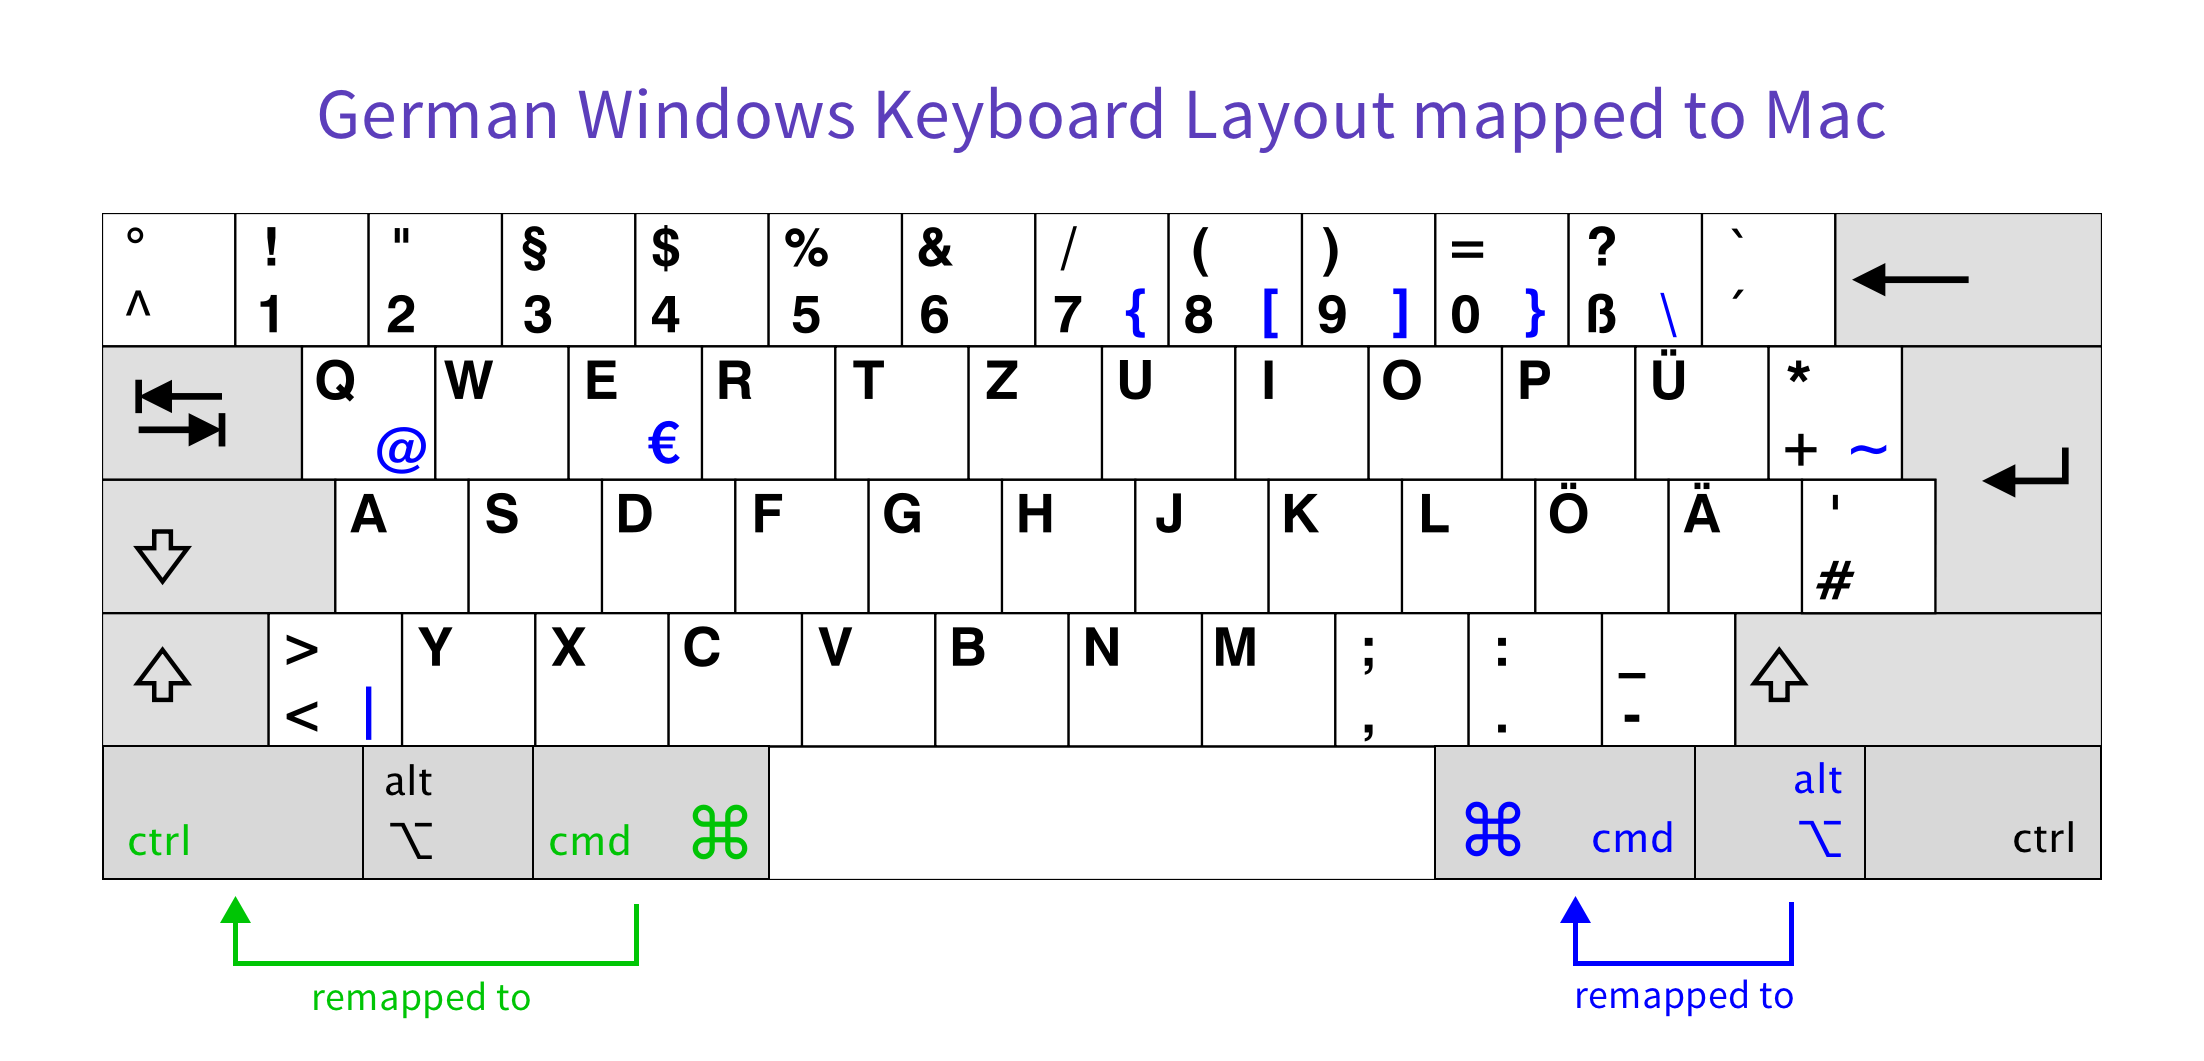 German Windows Keyboard Layout mapped to Mac
° ! " § $ % & / ( ) = ? `
^ 1 2 3 4 5 6 7 { 8 [ 9 ] 0 } ß \ ´
Q W E R T Z U I O P Ü *
@ € + ~
A S D F G H J K L Ö Ä '
#
> Y X C V B N M ; : _
< | , . -
alt alt
ctrl ⌥ cmd ⌘ ⌘ cmd ⌥ ctrl
remapped to remapped to